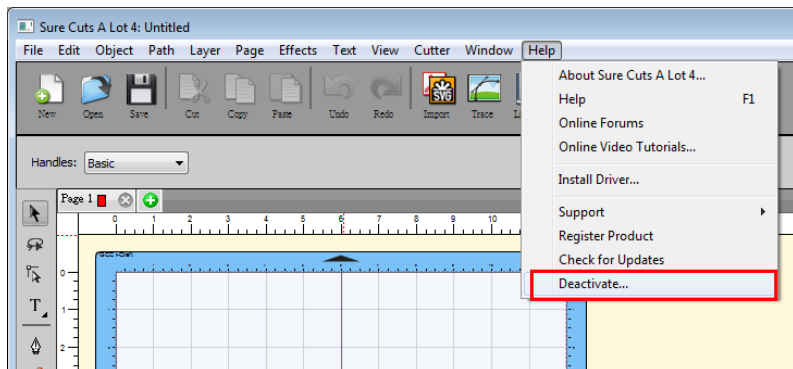 Sure Cuts A Lot 4: Untitled
File Edit Object Path Layer Page Effects Text View Cutter Window Help
New Open Save Cut Copy Paste Undo Redo Import Trace
SVG
About Sure Cuts A Lot 4...
Help F1
Online Forums
Online Video Tutorials...
Install Driver...
Support
Register Product
Check for Updates
Deactivate...
Handles: Basic
Page 1
0 1 2 3 4 5 6 7 8 9 10
T
0
1
2